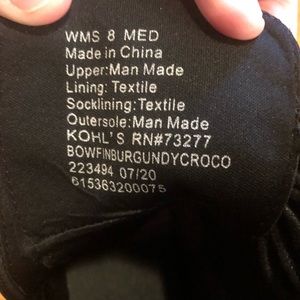 WMS 8 MED
Made in China
Upper:Man Made
Lining: Textile
Socklining:Textile
Outersole:Man Made
KOHL'S RN#73277
BOWFINBURGUNDYCROCO
223494 07/20
615363200075